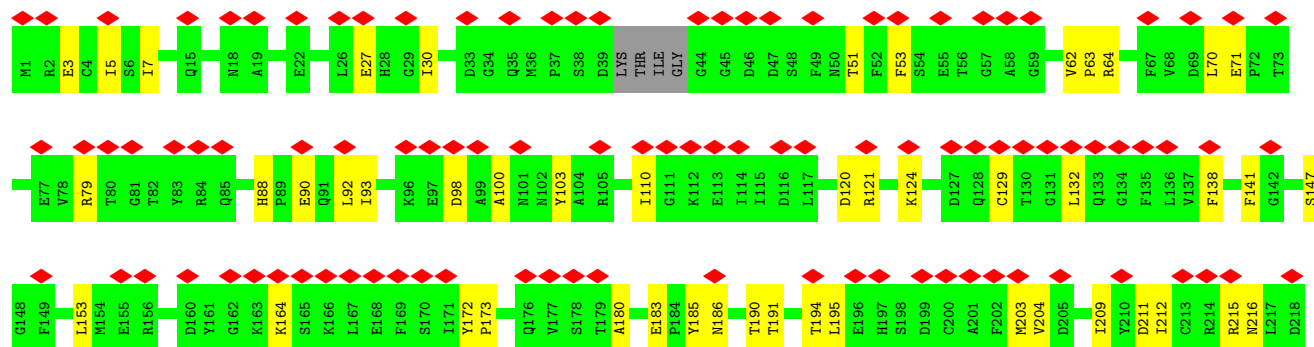 M1 R2 E3 C4 I5 S6 I7 Q15 N18 A19 E22 L26 E27 H28 G29 I30 D33 G34 Q35 M36 P37 S38 D39 LYS THR ILE GLY G44 G45 D46 D47 S48 F49 N50 T51 F52 F53 S54 E55 T56 G57 A58 G59 V62 P63 R64 F67 V68 D69 L70 E71 P72 T73
E77 V78 R79 T80 G81 T82 Y83 R84 Q85 H88 P89 E90 Q91 L92 I93 K96 E97 D98 A99 A100 N101 N102 Y103 A104 R105 I110 G111 K112 E113 I114 I115 D116 L117 D120 R121 K124 D127 Q128 C129 T130 G131 L132 Q133 G134 F135 L136 V137 F138 F141 G142 S147
G148 F149 L153 M154 E155 R156 D160 Y161 G162 K163 K164 S165 K166 L167 E168 F169 S170 I171 Y172 P173 Q176 V177 S178 T179 A180 E183 P184 Y185 N186 T190 T191 T194 L195 E196 H197 S198 D199 C200 A201 F202 M203 V204 D205 I209 Y210 D211 I212 C213 R214 R215 N216 L217 D218